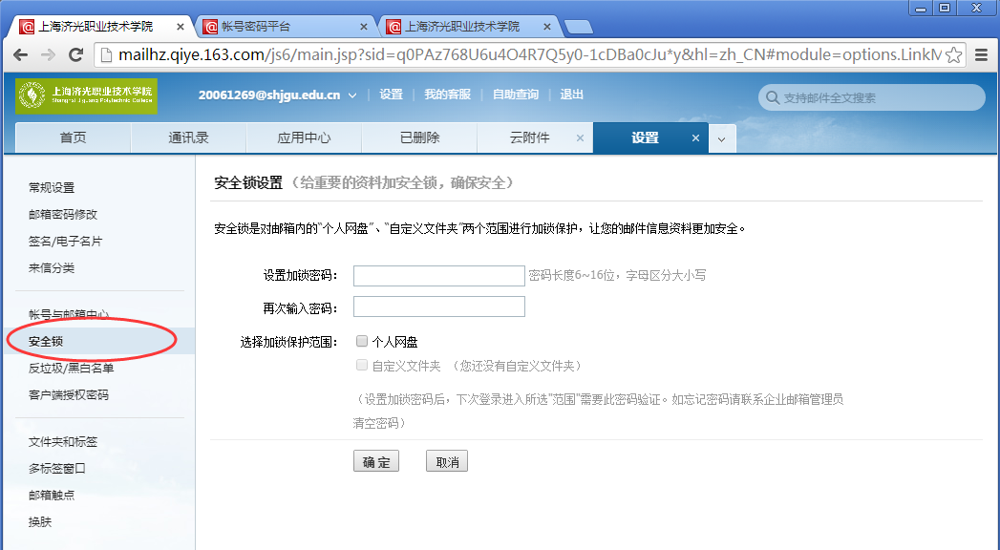 上海济光职业技术学院
帐号密码平台
上海济光职业技术学院
mailhz.qiye.163.com/js6/main.jsp?sid=q0PAz768U6u4O4R7Q5y0-1cDBa0cJu*y&hl=zh_CN#module=options.LinkM
上海济光职业技术学院
Shanghai Jiguang Polytechnic College
20061269@shjgu.edu.cn 设置 我的客服 自助查询 退出
支持邮件全文搜索
首页 通讯录 应用中心 已删除 云附件 × 设置 ×
常规设置
邮箱密码修改
签名/电子名片
来信分类
帐号与邮箱中心
安全锁
反垃圾/黑白名单
客户端授权密码
文件夹和标签
多标签窗口
邮箱触点
换肤
安全锁设置（给重要的资料加安全锁，确保安全）
安全锁是对邮箱内的“个人网盘”、“自定义文件夹”两个范围进行加锁保护，让您的邮件信息资料更加安全。
设置加锁密码： 密码长度6~16位，字母区分大小写
再次输入密码：
选择加锁保护范围： 个人网盘
自定义文件夹 （您还没有自定义文件夹）
（设置加锁密码后，下次登录进入所选"范围"需要此密码验证。如忘记密码请联系企业邮箱管理员
清空密码）
确 定 取消